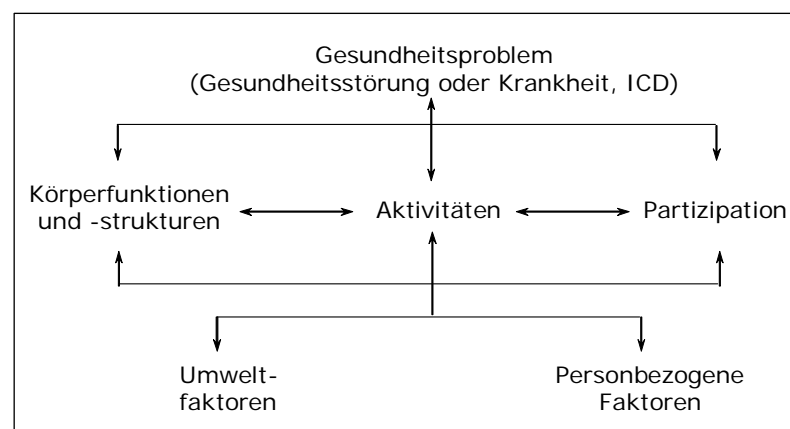 Gesundheitsproblem
(Gesundheitsstörung oder Krankheit, ICD)
Körperfunktionen
und -strukturen
Aktivitäten
Partizipation
Umwelt-
faktoren
Personbezogene
Faktoren